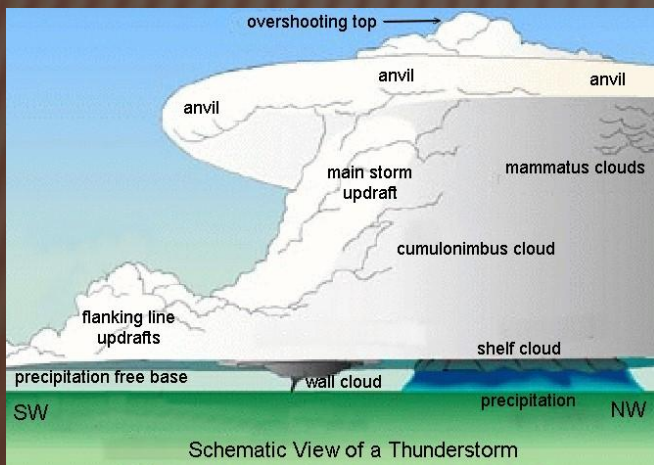 overshooting top
anvil
anvil
anvil
main storm
updraft
mammatus clouds
cumulonimbus cloud
flanking line
updrafts
shelf cloud
precipitation free base
wall cloud
precipitation
SW
NW
Schematic View of a Thunderstorm